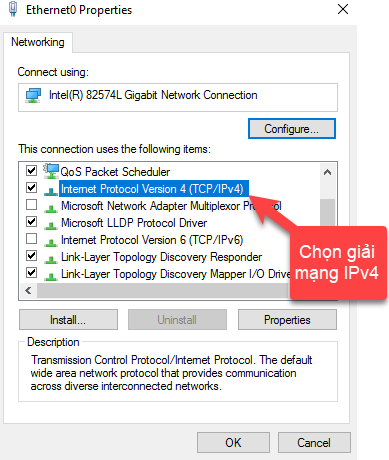 Ethernet0 Properties
Networking
Connect using:
Intel(R) 82574L Gigabit Network Connection
Configure...
This connection uses the following items:
QoS Packet Scheduler
Internet Protocol Version 4 (TCP/IPv4)
Microsoft Network Adapter Multiplexor Protocol
Microsoft LLDP Protocol Driver
Internet Protocol Version 6 (TCP/IPv6)
Link-Layer Topology Discovery Responder
Link-Layer Topology Discovery Mapper I/O Drive
Chọn giải
mạng IPv4
Install...
Uninstall
Properties
Description
Transmission Control Protocol/Internet Protocol. The default
wide area network protocol that provides communication
across diverse interconnected networks.
OK
Cancel